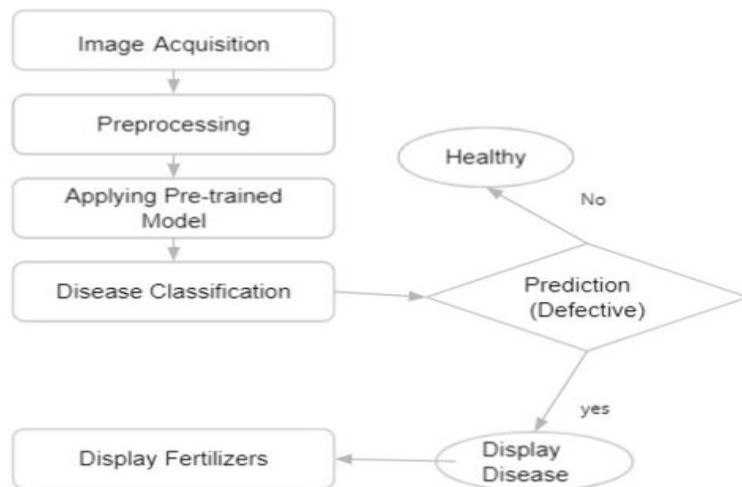 Image Acquisition
Preprocessing
Applying Pre-trained
Model
Disease Classification
Healthy
No
Prediction
(Defective)
yes
Display
Disease
Display Fertilizers